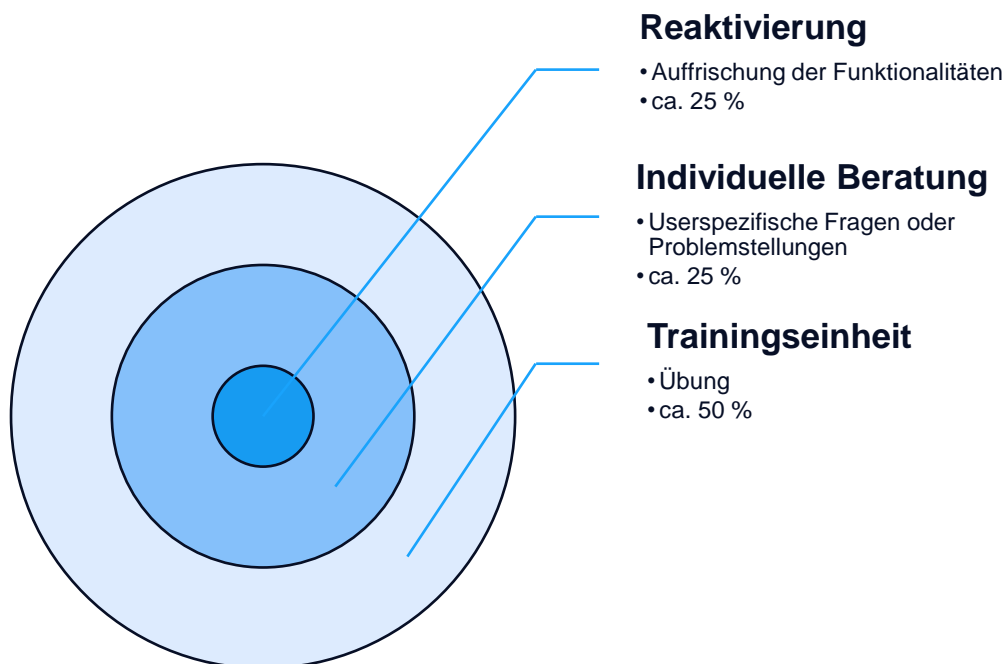 Reaktivierung
• Auffrischung der Funktionalitäten
• ca. 25 %
Individuelle Beratung
• Userspezifische Fragen oder
Problemstellungen
• ca. 25 %
Trainingseinheit
• Übung
• ca. 50 %